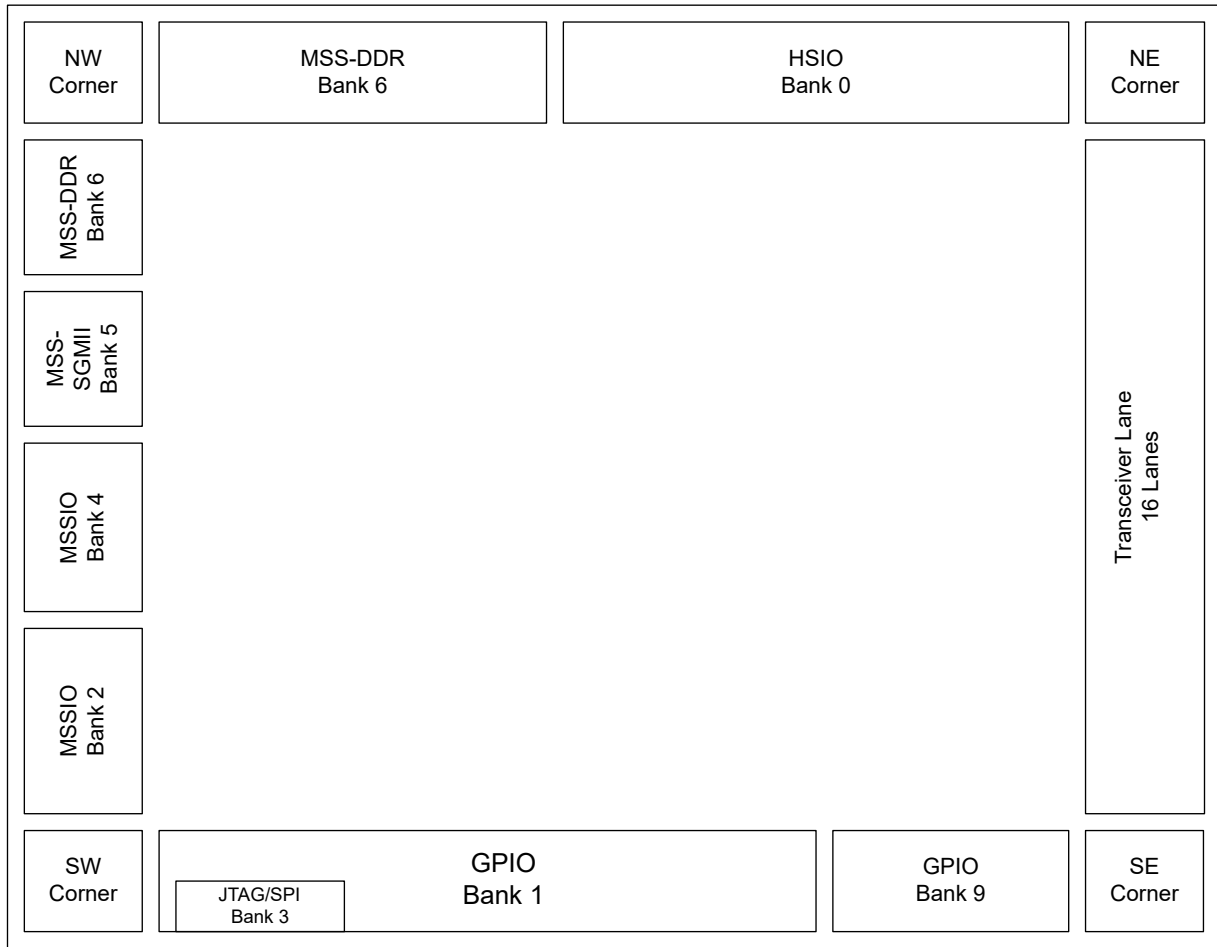 NW
Corner
MSS-DDR
Bank 6
HSIO
Bank 0
NE
Corner
MSS-DDR
Bank 6
MSS-
SGMII
Bank 5
MSSIO
Bank 4
MSSIO
Bank 2
Transceiver Lane
16 Lanes
SW
Corner
GPIO
Bank 1
JTAG/SPI
Bank 3
GPIO
Bank 9
SE
Corner